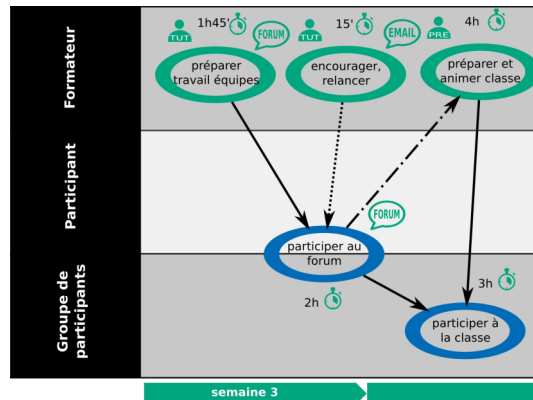 Formateur
1h45'
15'
4h
TUT
FORUM
TUT
EMAIL
PRE
préparer
travail équipes
encourager,
relancer
préparer et
animer classe
Participant
FORUM
participer au
forum
Groupe de
participants
2h
3h
participer à
la classe
semaine 3